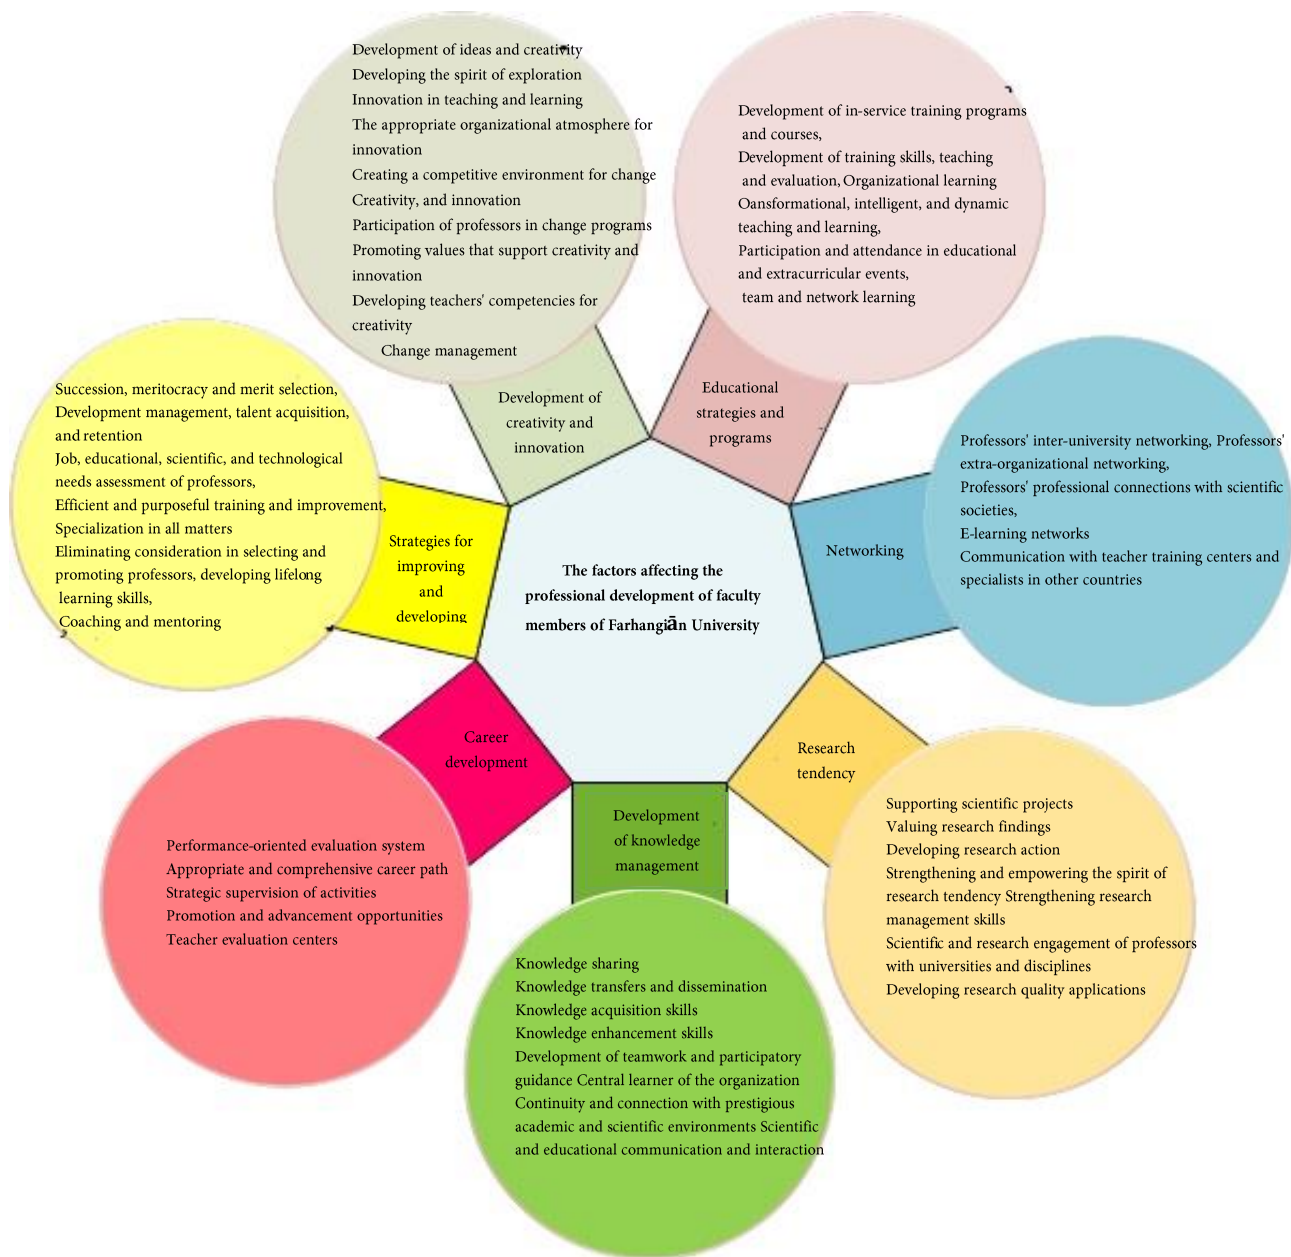 Development of ideas and creativity
Developing the spirit of exploration
Innovation in teaching and learning
The appropriate organizational atmosphere for
innovation
Creating a competitive environment for change
Creativity, and innovation
Participation of professors in change programs
Promoting values that support creativity and
innovation
Developing teachers' competencies for
creativity
Change management
Development of in-service training programs
and courses,
Development of training skills, teaching
and evaluation, Organizational learning
Oansformational, intelligent, and dynamic
teaching and learning,
Participation and attendance in educational
and extracurricular events,
team and network learning
Development of
creativity and
innovation
Educational
strategies and
programs
Succession, meritocracy and merit selection,
Development management, talent acquisition,
and retention
Job, educational, scientific, and technological
needs assessment of professors,
Efficient and purposeful training and improvement,
Specialization in all matters
Eliminating consideration in selecting and
promoting professors, developing lifelong
learning skills,
Coaching and mentoring
Strategies for
improving
and
developing
The factors affecting the
professional development of faculty
members of Farhangiān University
Networking
Professors' inter-university networking, Professors'
extra-organizational networking,
Professors' professional connections with scientific
societies,
E-learning networks
Communication with teacher training centers and
specialists in other countries
Career
development
Performance-oriented evaluation system
Appropriate and comprehensive career path
Strategic supervision of activities
Promotion and advancement opportunities
Teacher evaluation centers
Development
of knowledge
management
Knowledge sharing
Knowledge transfers and dissemination
Knowledge acquisition skills
Knowledge enhancement skills
Development of teamwork and participatory
guidance Central learner of the organization
Continuity and connection with prestigious
academic and scientific environments Scientific
and educational communication and interaction
Research
tendency
Supporting scientific projects
Valuing research findings
Developing research action
Strengthening and empowering the spirit of
research tendency Strengthening research
management skills
Scientific and research engagement of professors
with universities and disciplines
Developing research quality applications